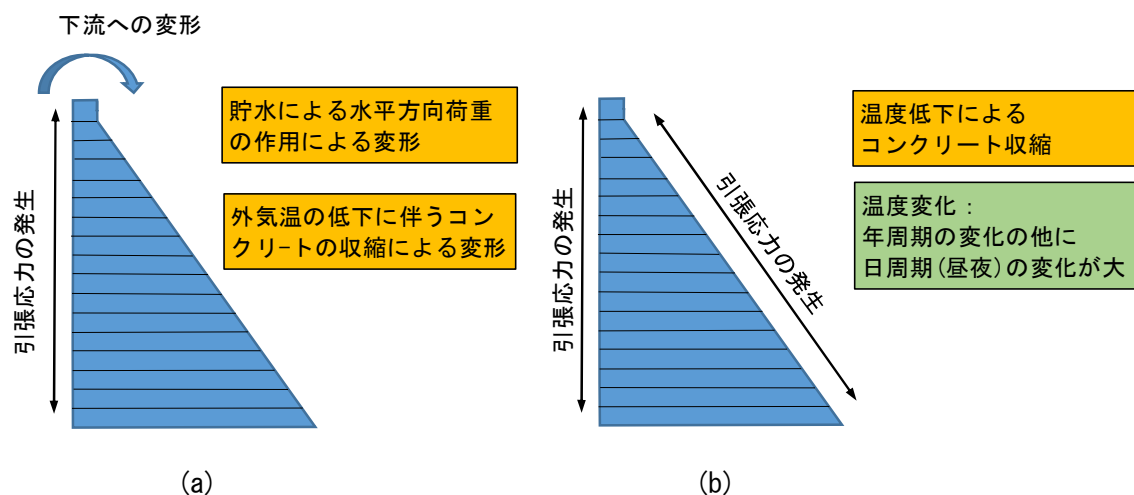 下流への変形
引張応力の発生
貯水による水平方向荷重
の作用による変形
外気温の低下に伴うコン
クリ-トの収縮による変形
(a)
引張応力の発生
引張応力の発生
温度低下による
コンクリート収縮
温度変化：
年周期の変化の他に
日周期(昼夜)の変化が大
(b)